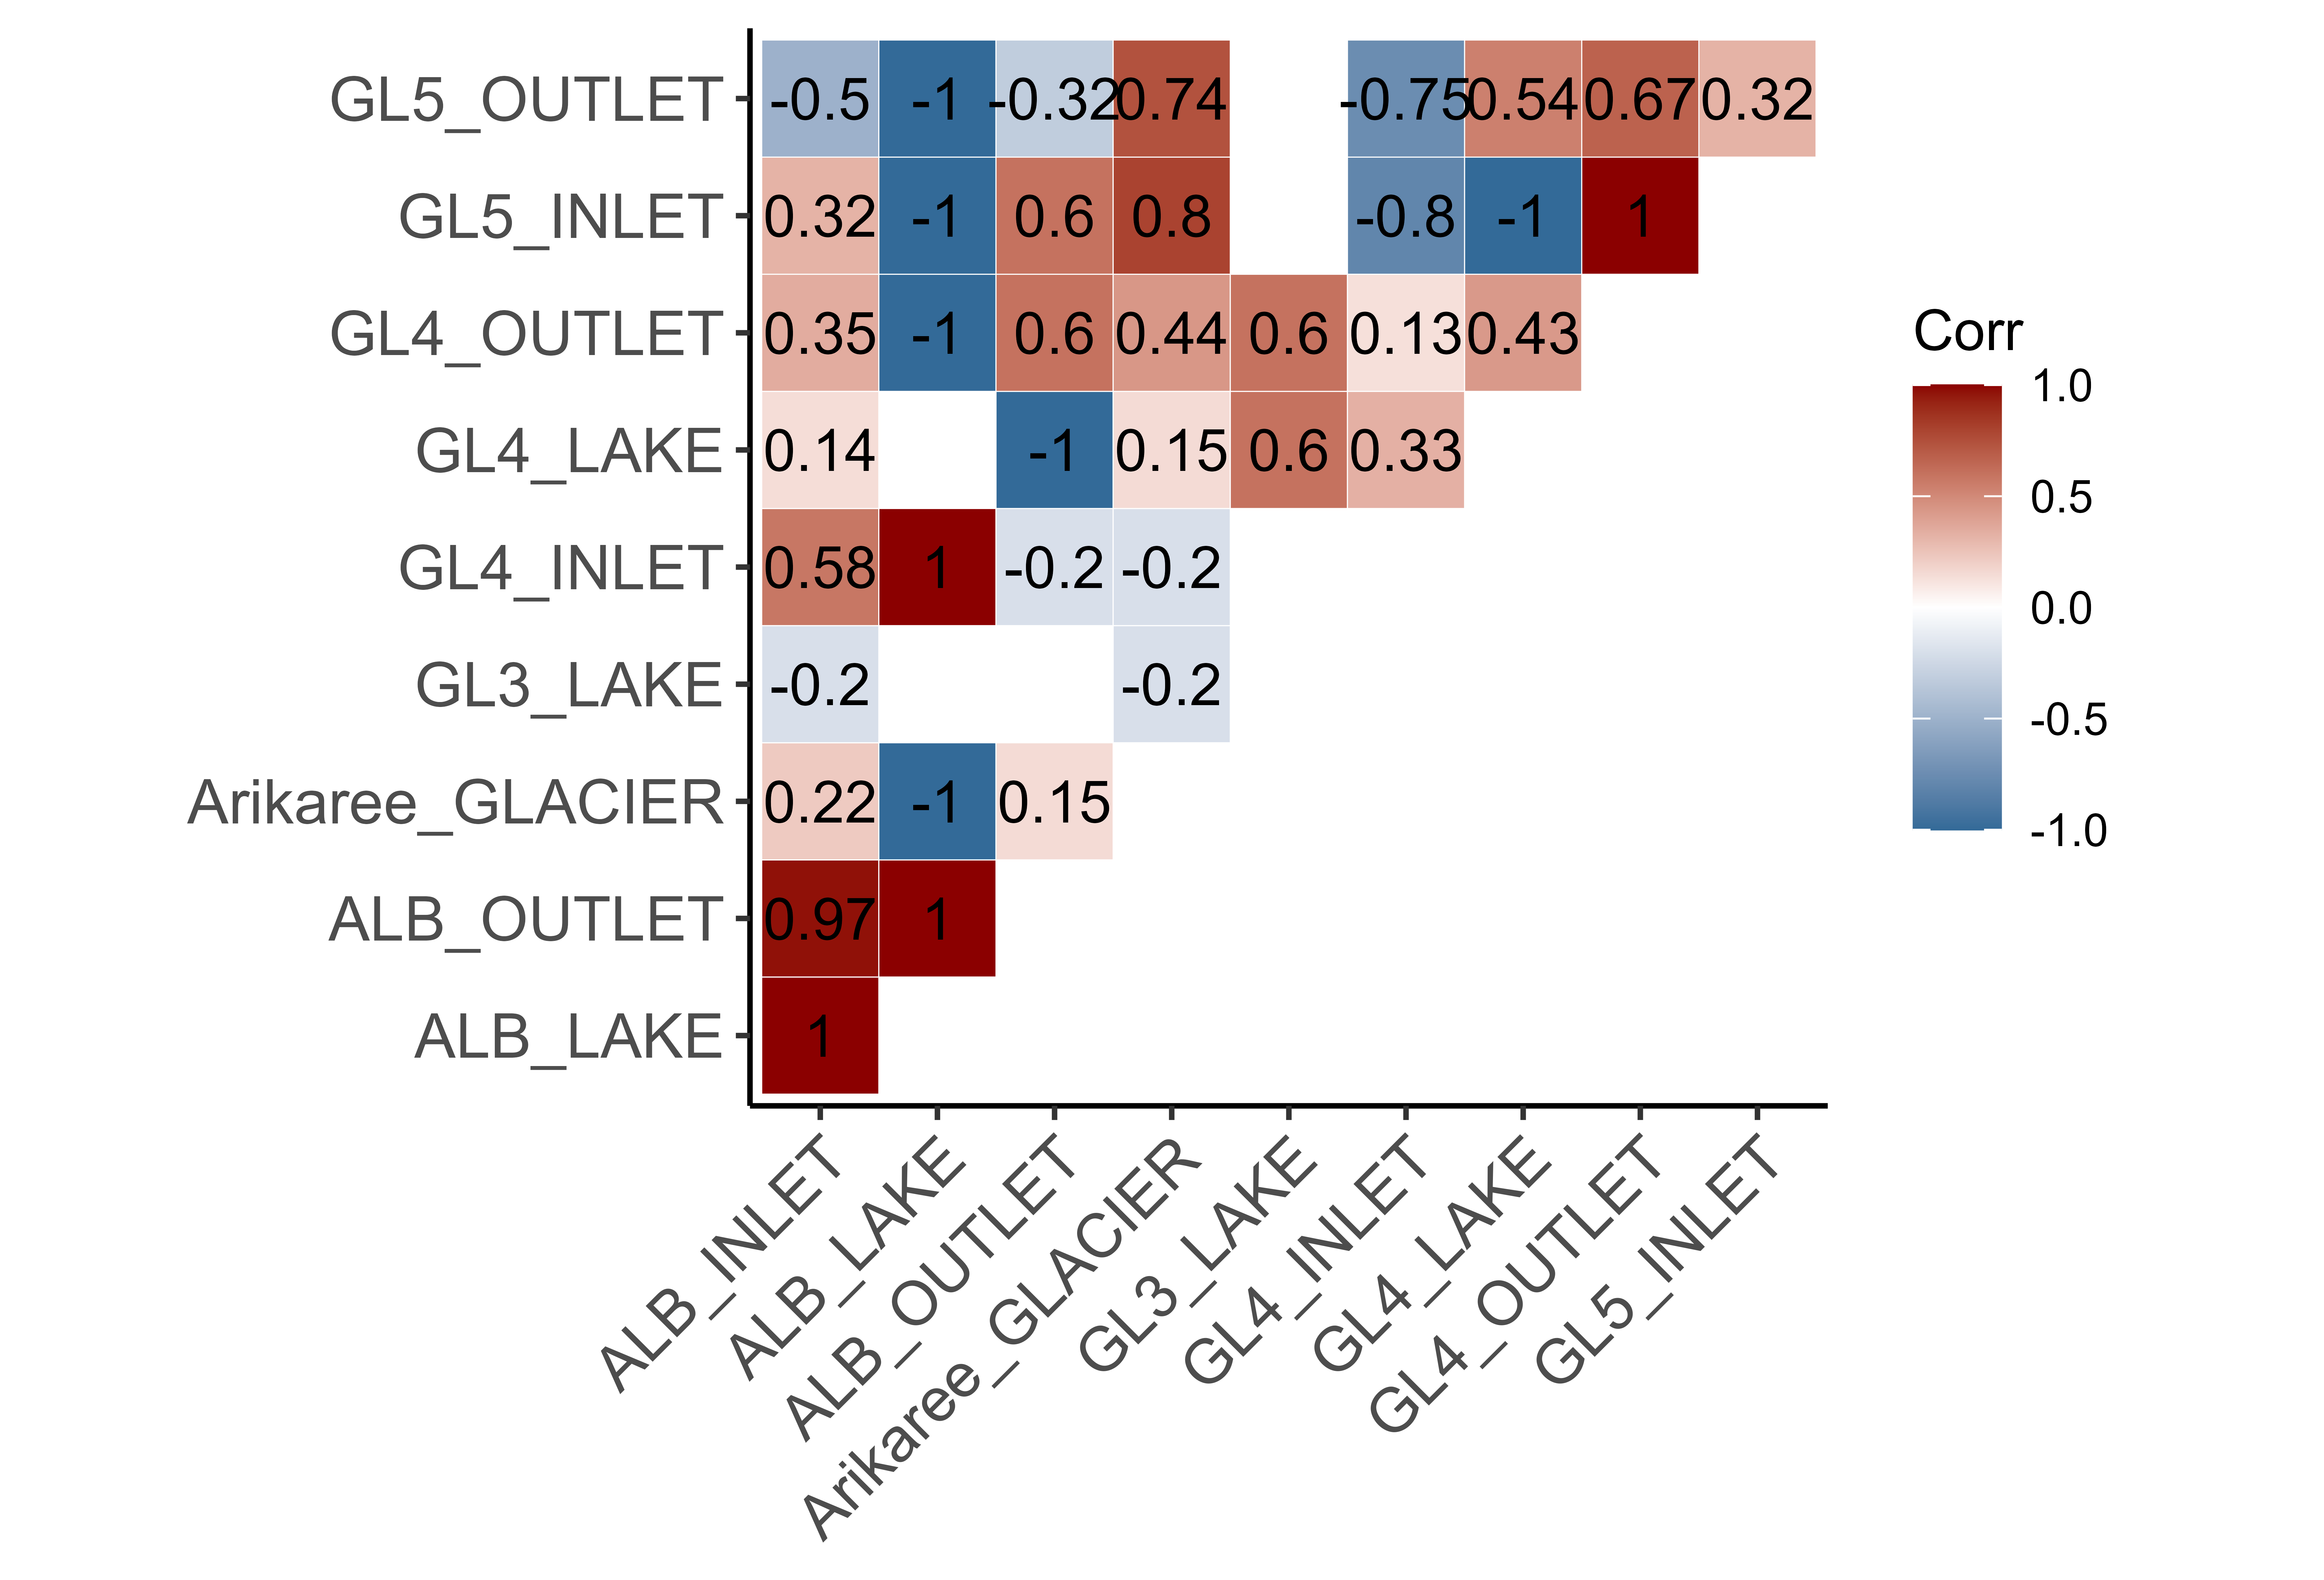 GL5_OUTLET -0.5 -1 -0.32 0.74 -0.75 0.54 0.67 0.32
GL5_INLET 0.32 -1 0.6 0.8 -0.8 -1 1
GL4_OUTLET 0.35 -1 0.6 0.44 0.6 0.13 0.43
GL4_LAKE 0.14 -1 0.15 0.6 0.33
GL4_INLET 0.58 1 -0.2 -0.2
GL3_LAKE -0.2 -0.2
Arikaree_GLACIER 0.22 -1 0.15
ALB_OUTLET 0.97 1
ALB_LAKE 1
ALB_INLET
ALB_LAKE
ALB_OUTLET
Arikaree_GLACIER
GL3_LAKE
GL4_INLET
GL4_LAKE
GL4_OUTLET
GL5_INLET
Corr
1.0
0.5
0.0
-0.5
-1.0